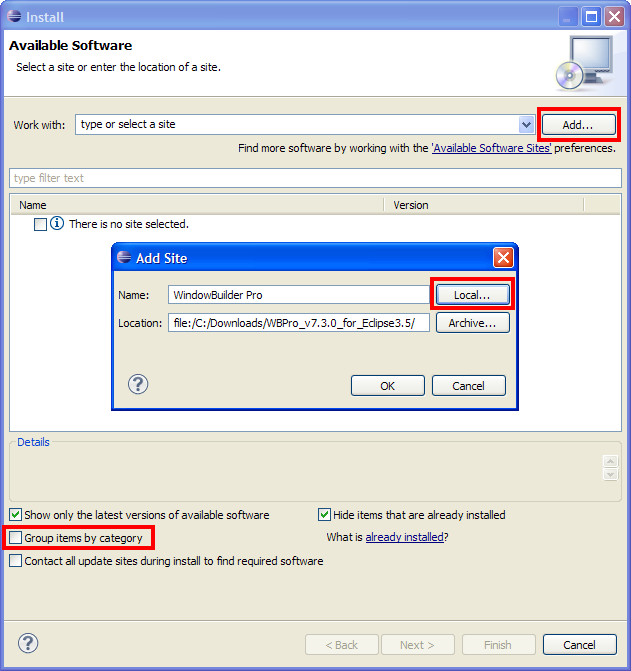 Install
Available Software
Select a site or enter the location of a site.
Work with: type or select a site Add...
Find more software by working with the 'Available Software Sites' preferences.
type filter text
Name Version
There is no site selected.
Add Site
Name: WindowBuilder Pro Local...
Location: file:/C:/Downloads/WBPro_v7.3.0_for_Eclipse3.5/ Archive...
? OK Cancel
Details
Show only the latest versions of available software Hide items that are already installed
Group items by category What is already installed?
Contact all update sites during install to find required software
? < Back Next > Finish Cancel